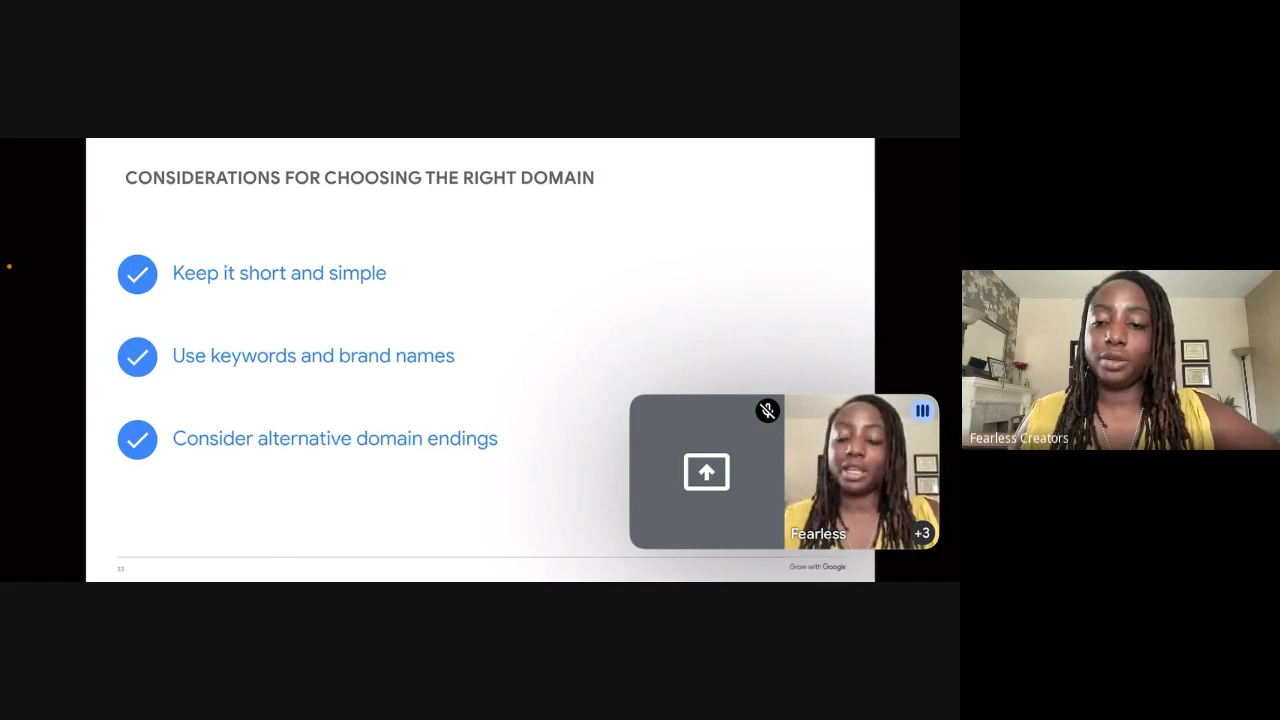 CONSIDERATIONS FOR CHOOSING THE RIGHT DOMAIN
Keep it short and simple
Use keywords and brand names
Consider alternative domain endings
Fearless
+3
33
Grow with Google
Fearless Creators